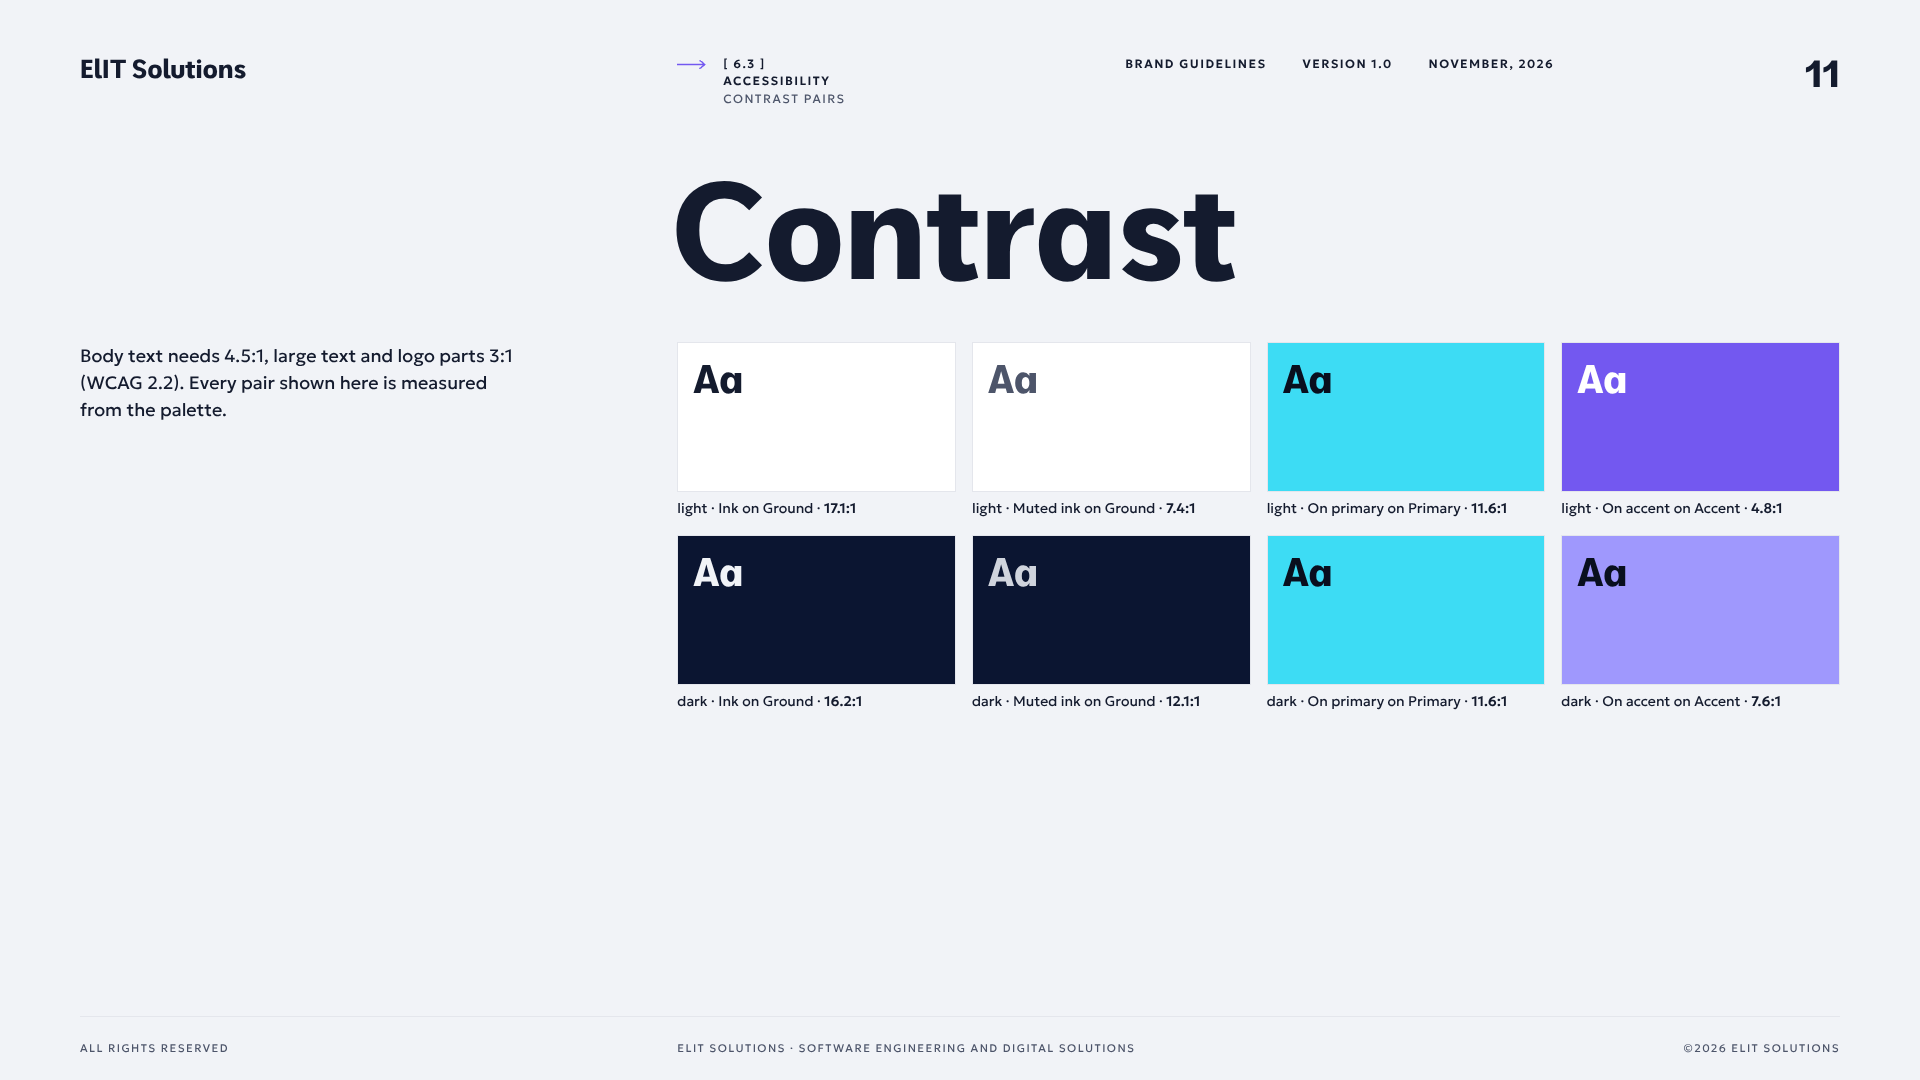 ElIT Solutions
[ 6.3 ]
ACCESSIBILITY
CONTRAST PAIRS
BRAND GUIDELINES
VERSION 1.0
NOVEMBER, 2026
11
Contrast
Body text needs 4.5:1, large text and logo parts 3:1
(WCAG 2.2). Every pair shown here is measured
from the palette.
Aa
Aa
Aa
Aa
light · Ink on Ground · 17.1:1
light · Muted ink on Ground · 7.4:1
light · On primary on Primary · 11.6:1
light · On accent on Accent · 4.8:1
Aa
Aa
Aa
Aa
dark · Ink on Ground · 16.2:1
dark · Muted ink on Ground · 12.1:1
dark · On primary on Primary · 11.6:1
dark · On accent on Accent · 7.6:1
ALL RIGHTS RESERVED
ELIT SOLUTIONS · SOFTWARE ENGINEERING AND DIGITAL SOLUTIONS
©2026 ELIT SOLUTIONS